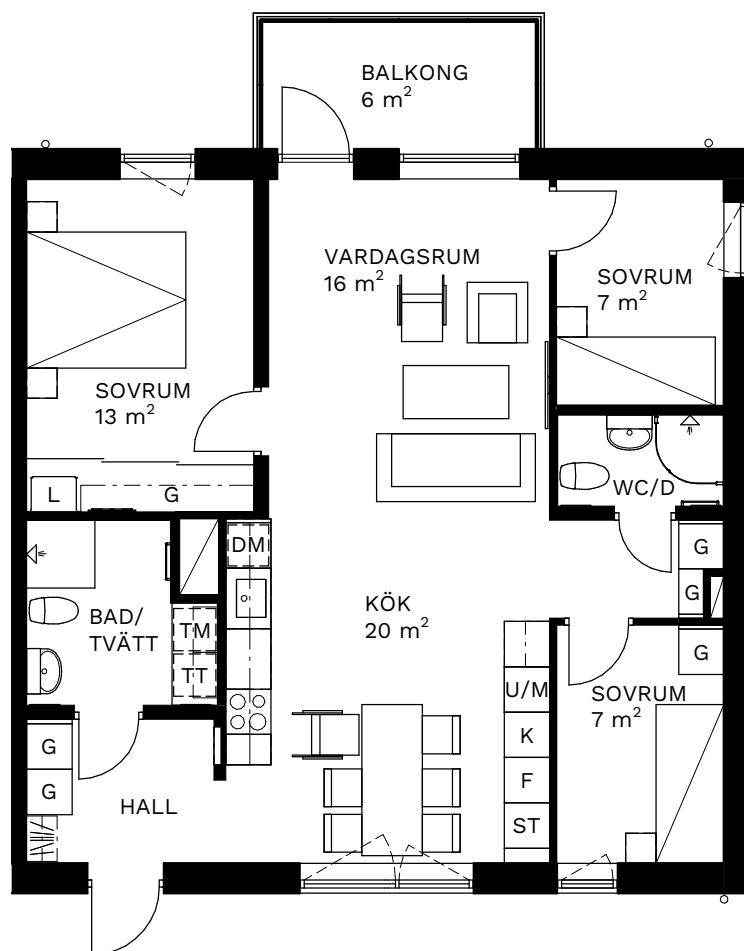 BALKONG
6 m²
VARDAGSRUM
16 m²
SOVRUM
7 m²
SOVRUM
13 m²
L
G
WC/D
DM
G
BAD/
TVÄTT
TM
TT
KÖK
20 m²
G
G
U/M
SOVRUM
7 m²
K
F
ST
G
G
HALL